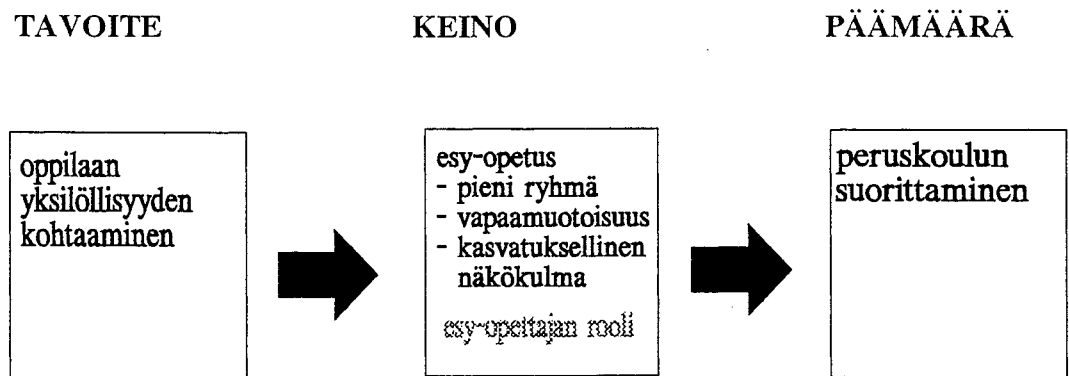 TAVOITE KEINO PÄÄMÄÄRÄ
oppilaan
yksilöllisyyden
kohtaaminen
esy-opetus
- pieni ryhmä
- vapaamuotoisuus
- kasvatuksellinen
näkökulma
esy-opettajan rooli
peruskoulun
suorittaminen